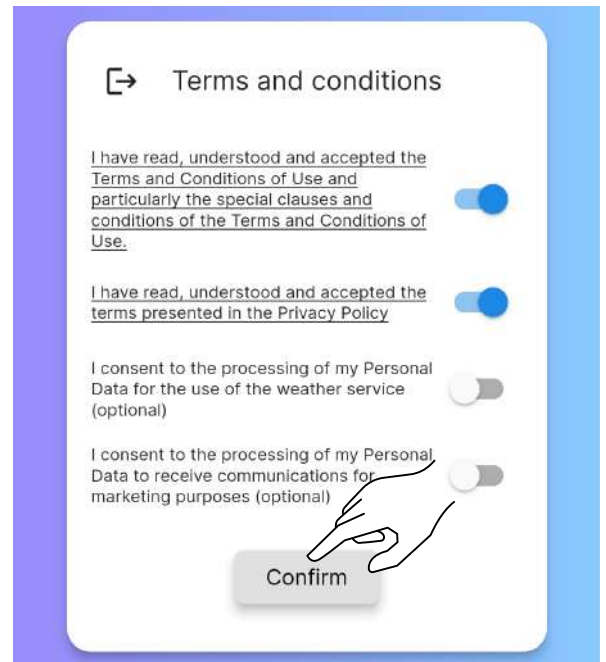 Terms and conditions
I have read, understood and accepted the
Terms and Conditions of Use and
particularly the special clauses and
conditions of the Terms and Conditions of
Use.
I have read, understood and accepted the
terms presented in the Privacy Policy
I consent to the processing of my Personal
Data for the use of the weather service
(optional)
I consent to the processing of my Personal
Data to receive communications for
marketing purposes (optional)
Confirm